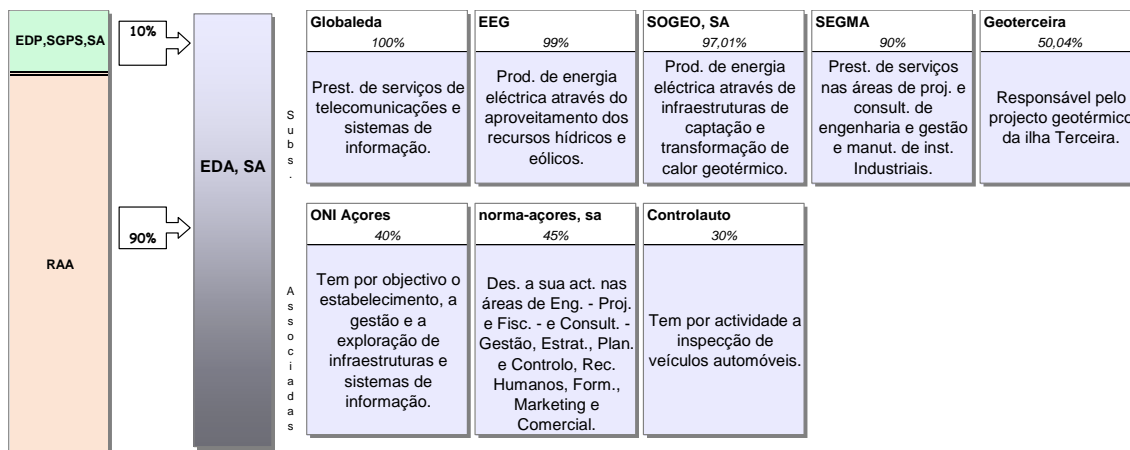 EDP,SGPS,SA
RAA
10%
90%
EDA, SA
Subs.
Globaleda
100%
Prest. de serviços de
telecomunicações e
sistemas de
informação.
EEG
99%
Prod. de energia
eléctrica através do
aproveitamento dos
recursos hídricos e
eólicos.
SOGEO, SA
97,01%
Prod. de energia
eléctrica através de
infraestruturas de
captação e
transformação de
calor geotérmico.
SEGMA
90%
Prest. de serviços
nas áreas de proj. e
consult. de
engenharia e gestão
e manut. de inst.
Industriais.
Geoterceira
50,04%
Responsável pelo
projecto geotérmico
da ilha Terceira.
Associadas
ONI Açores
40%
Tem por objectivo o
estabelecimento, a
gestão e a
exploração de
infraestruturas e
sistemas de
informação.
norma-açores, sa
45%
Des. a sua act. nas
áreas de Eng. - Proj.
e Fisc. - e Consult. -
Gestão, Estrat., Plan.
e Controlo, Rec.
Humanos, Form.,
Marketing e
Comercial.
Controlauto
30%
Tem por actividade a
inspecção de
veículos automóveis.